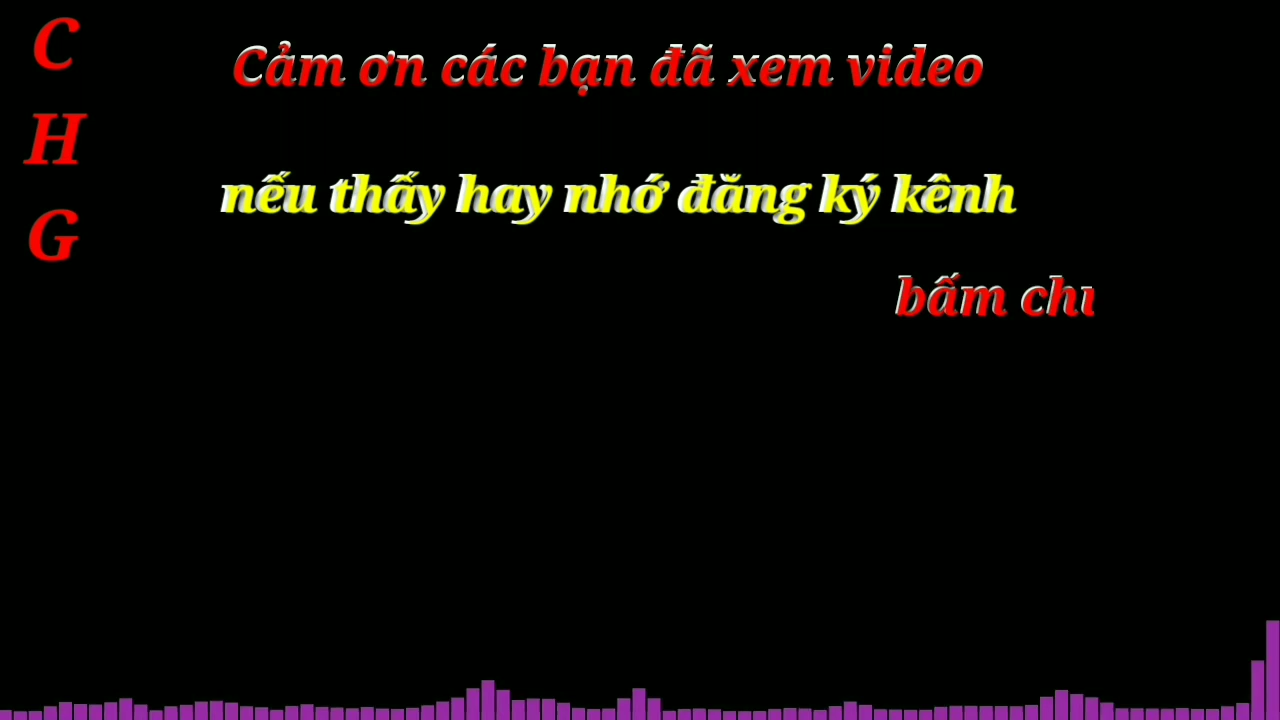 C
H
G
Cảm ơn các bạn đã xem video
nếu thấy hay nhớ đăng ký kênh
bấm